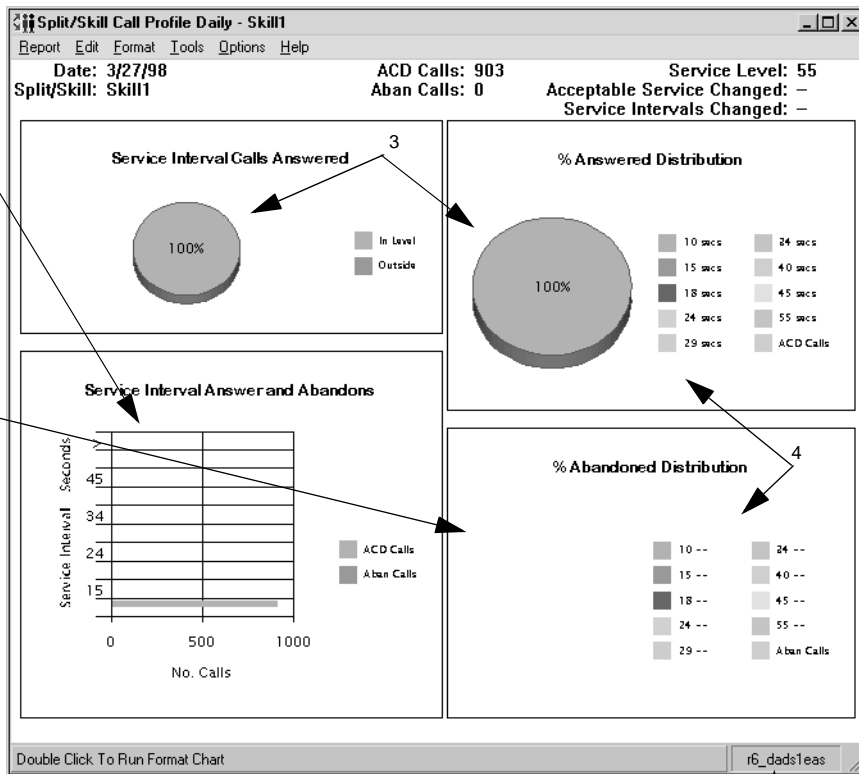 Split/Skill Call Profile Daily - Skill1
Report Edit Format Tools Options Help
Date: 3/27/98 ACD Calls: 903 Service Level: 55
Split/Skill: Skill1 Aban Calls: 0 Acceptable Service Changed: –
Service Intervals Changed: –
3
Service Interval Calls Answered
100%
In Level
Outside
% Answered Distribution
100%
10 secs 24 secs
15 secs 40 secs
18 secs 45 secs
24 secs 55 secs
29 secs ACD Calls
Service Interval Answer and Abandons
Service Interval Seconds
>
45
34
24
15
0 500 1000
No. Calls
ACD Calls
Aban Calls
4
% Abandoned Distribution
10 -- 24 --
15 -- 40 --
18 -- 45 --
24 -- 55 --
29 -- Aban Calls
Double Click To Run Format Chart r6_dads1eas